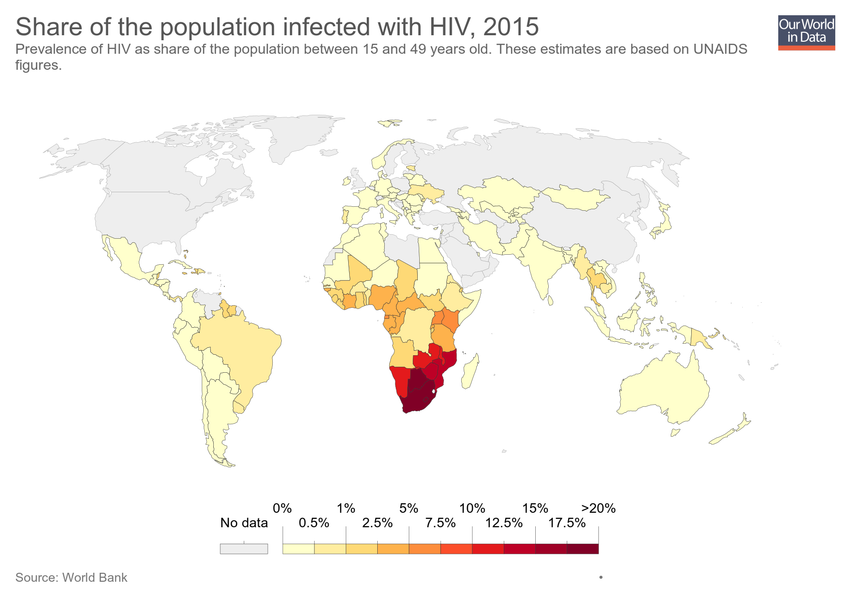 Share of the population infected with HIV, 2015
Our World
in Data
Prevalence of HIV as share of the population between 15 and 49 years old. These estimates are based on UNAIDS
figures.
0% 1% 5% 10% 15% >20%
No data 0.5% 2.5% 7.5% 12.5% 17.5%
Source: World Bank